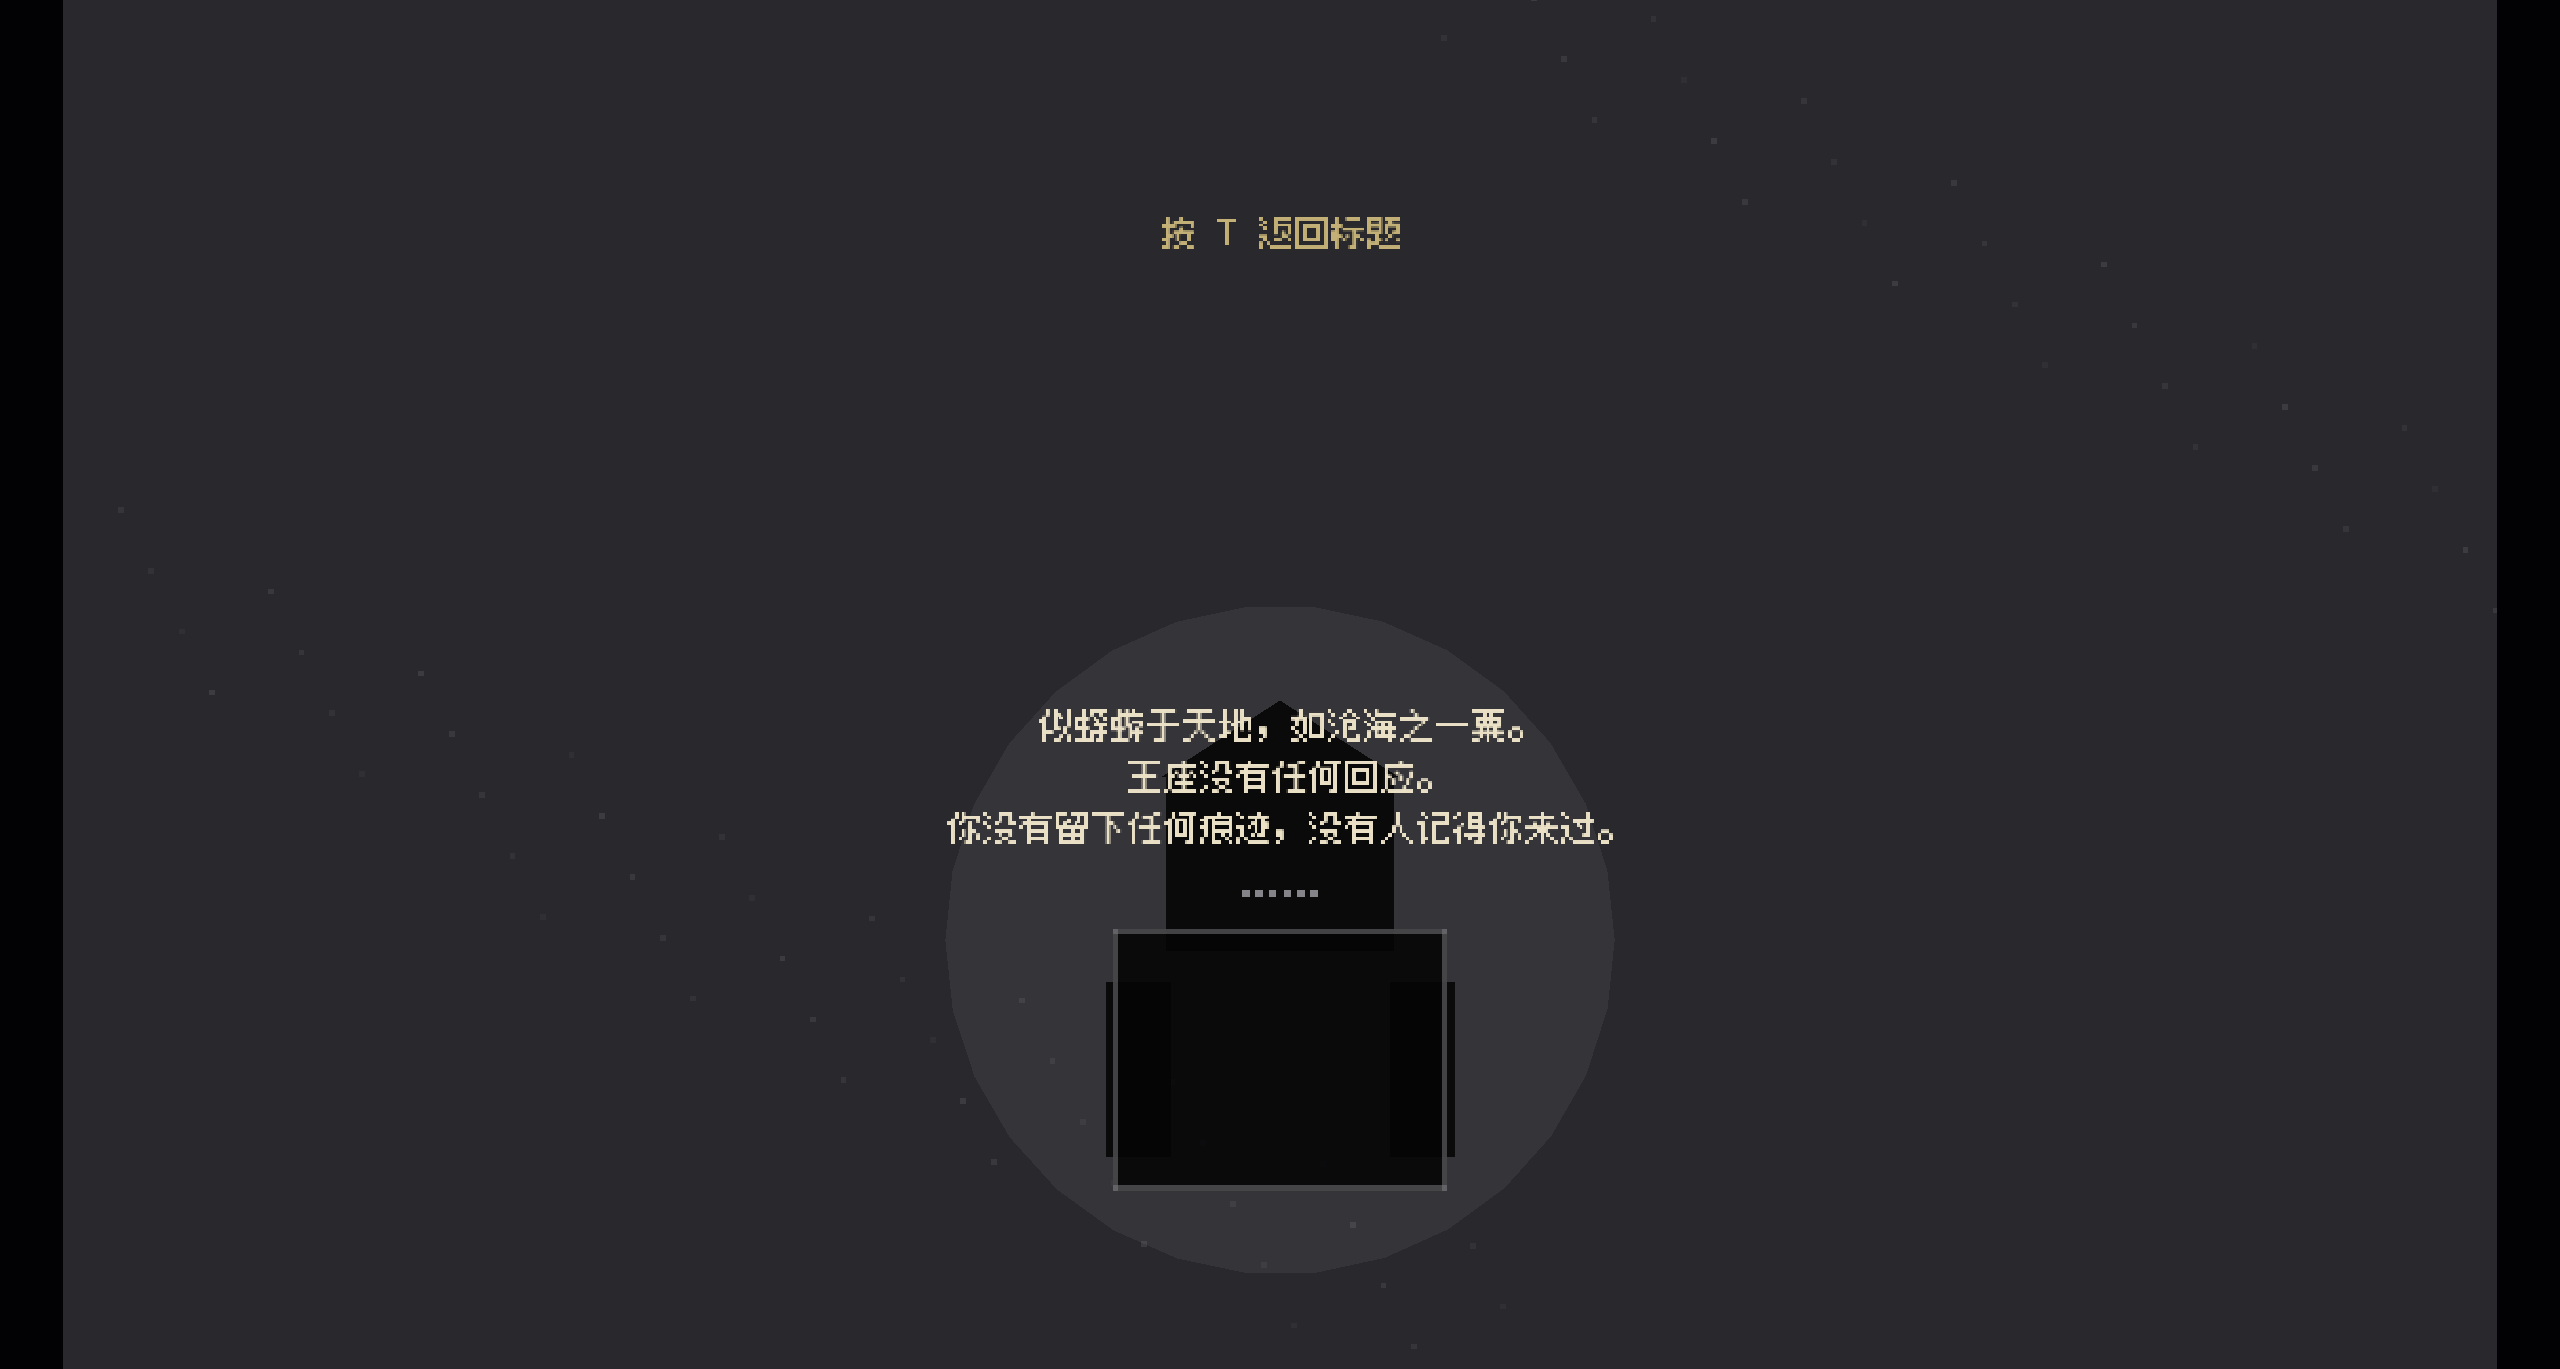 按 T 返回标题
似蜉蝣于天地，如沧海之一粟。
王座没有任何回应。
你没有留下任何痕迹，没有人记得你来过。
……